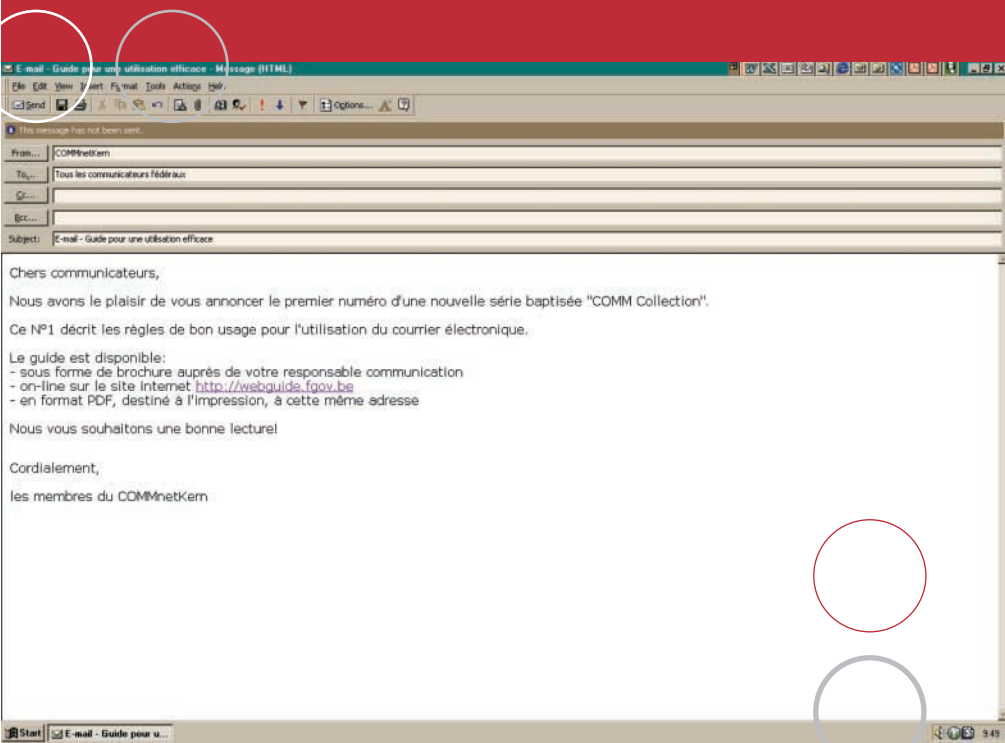 E-mail - Guide pour une utilisation efficace - Message (HTML)
File Edit View Insert Format Tools Actions Help
Send Options...
This message has not been sent.
From... COMMnetKern
To... Tous les communicateurs fédéraux
Cc...
Bcc...
Subject: E-mail - Guide pour une utilisation efficace
Chers communicateurs,
Nous avons le plaisir de vous annoncer le premier numéro d'une nouvelle série baptisée "COMM Collection".
Ce N°1 décrit les règles de bon usage pour l'utilisation du courrier électronique.
Le guide est disponible:
- sous forme de brochure auprès de votre responsable communication
- on-line sur le site internet http://webguide.fgov.be
- en format PDF, destiné à l'impression, à cette même adresse
Nous vous souhaitons une bonne lecture!
Cordialement,
les membres du COMMnetKern
Start E-mail - Guide pour u... 9:49